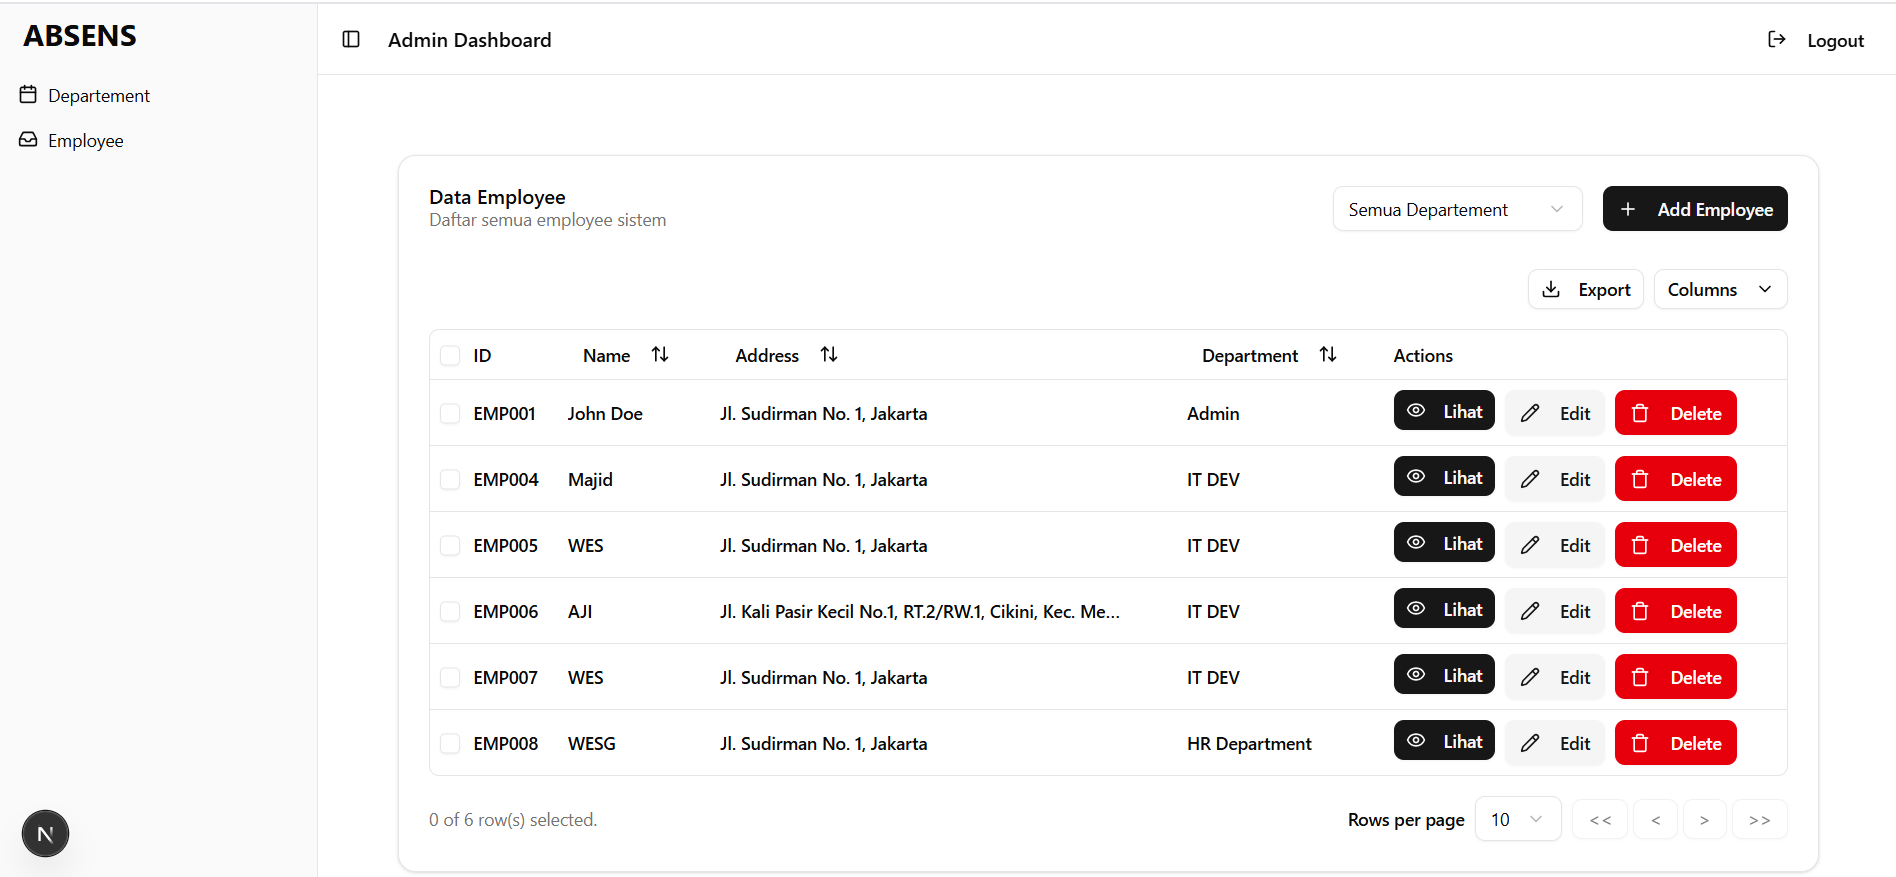 ABSENS
Admin Dashboard
Logout
Departement
Employee
Data Employee
Daftar semua employee sistem
Semua Departement
Add Employee
Export
Columns
ID Name Address Department Actions
EMP001 John Doe Jl. Sudirman No. 1, Jakarta Admin Lihat Edit Delete
EMP004 Majid Jl. Sudirman No. 1, Jakarta IT DEV Lihat Edit Delete
EMP005 WES Jl. Sudirman No. 1, Jakarta IT DEV Lihat Edit Delete
EMP006 AJI Jl. Kali Pasir Kecil No.1, RT.2/RW.1, Cikini, Kec. Me... IT DEV Lihat Edit Delete
EMP007 WES Jl. Sudirman No. 1, Jakarta IT DEV Lihat Edit Delete
EMP008 WESG Jl. Sudirman No. 1, Jakarta HR Department Lihat Edit Delete
0 of 6 row(s) selected.
Rows per page 10 << < > >>
N